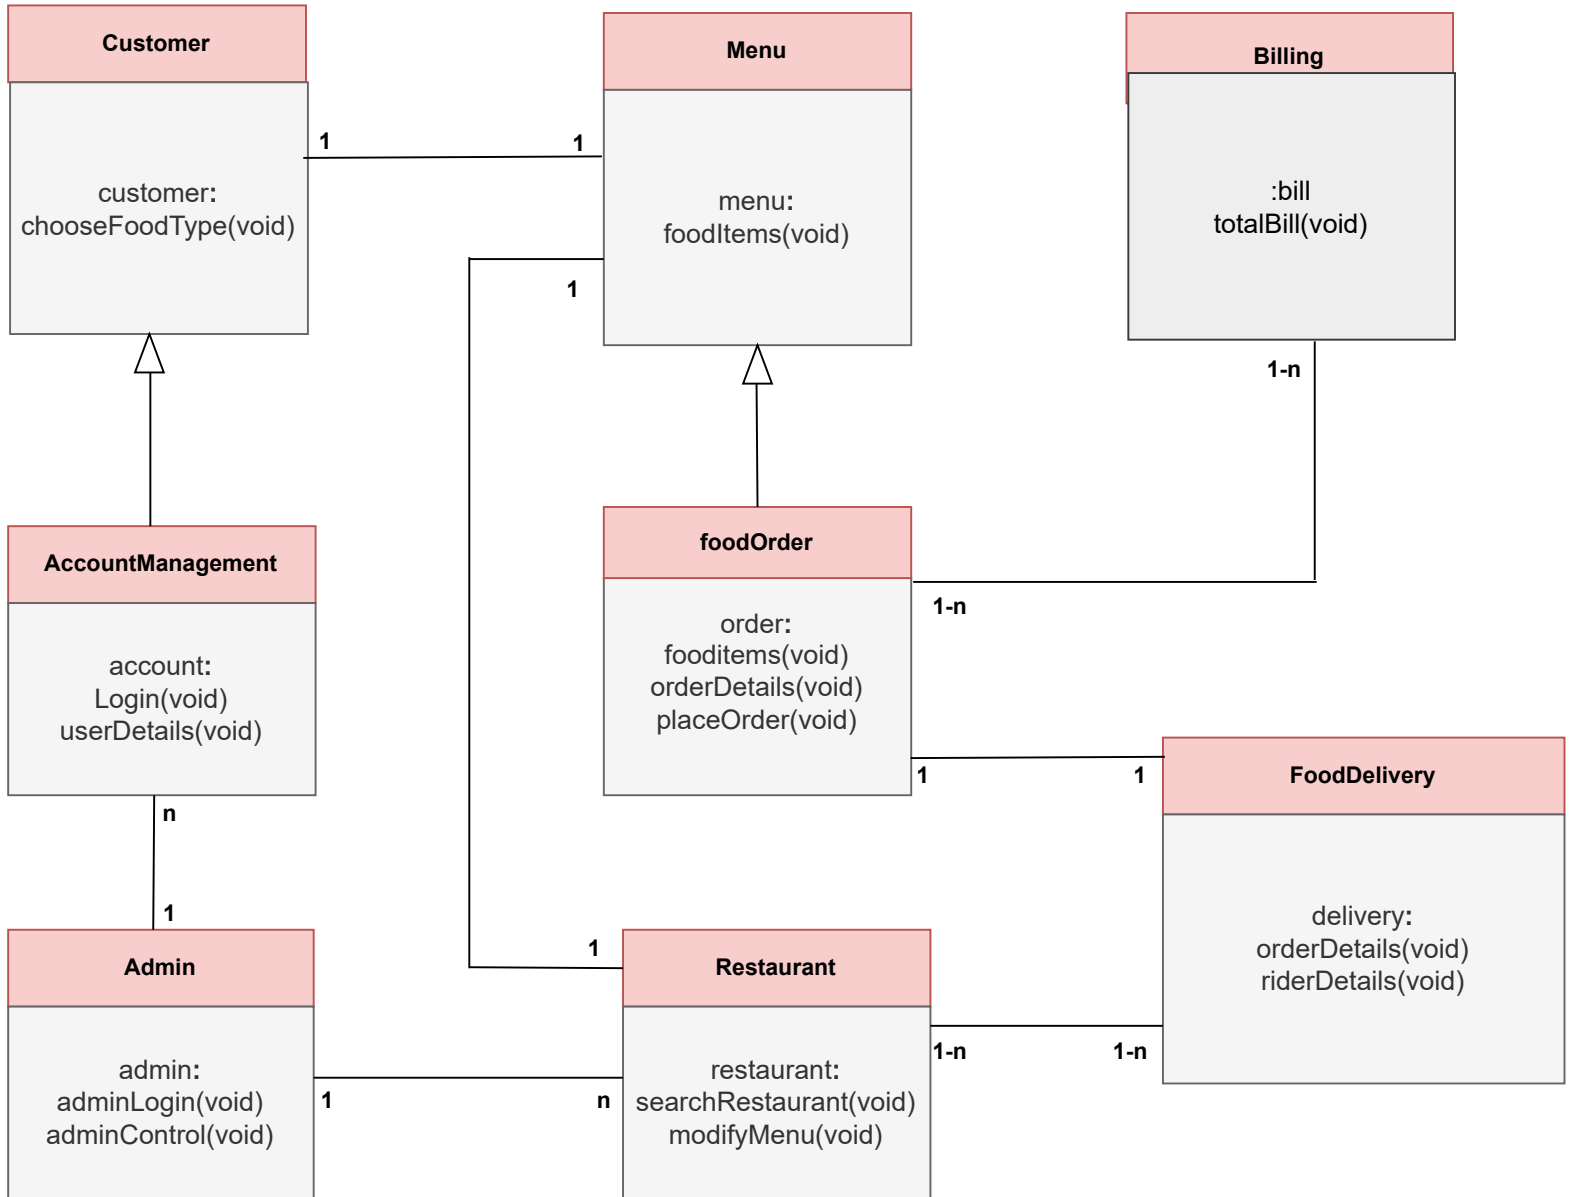 Customer
customer:
chooseFoodType(void)
1
1
Menu
menu:
foodItems(void)
1
Billing
:bill
totalBill(void)
1-n
AccountManagement
account:
Login(void)
userDetails(void)
n
foodOrder
order:
fooditems(void)
orderDetails(void)
placeOrder(void)
1-n
1
1
FoodDelivery
delivery:
orderDetails(void)
riderDetails(void)
1
Admin
admin:
adminLogin(void)
adminControl(void)
1
n
1
Restaurant
restaurant:
searchRestaurant(void)
modifyMenu(void)
1-n
1-n